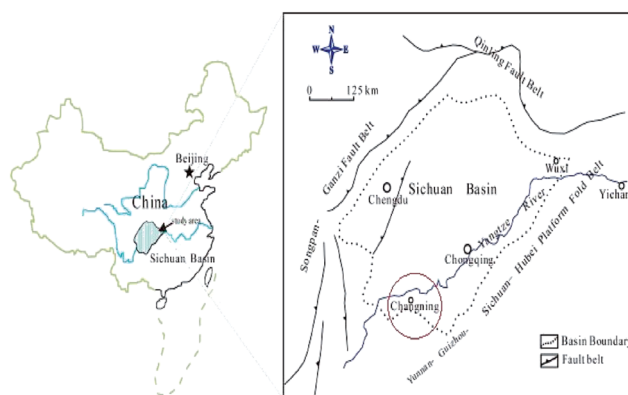 Beijing
China
study area
Sichuan Basin
N
W E
S
0 125 km
Qinling Fault Belt
Songpan- Ganzi Fault Belt
Wuxi
Yichang
Sichuan Basin
Chengdu
Yangtze River
Chongqing
Changning
Yunnan- Guizhou- Sichuan- Hubei Platform Fold Belt
Basin Boundary
Fault belt